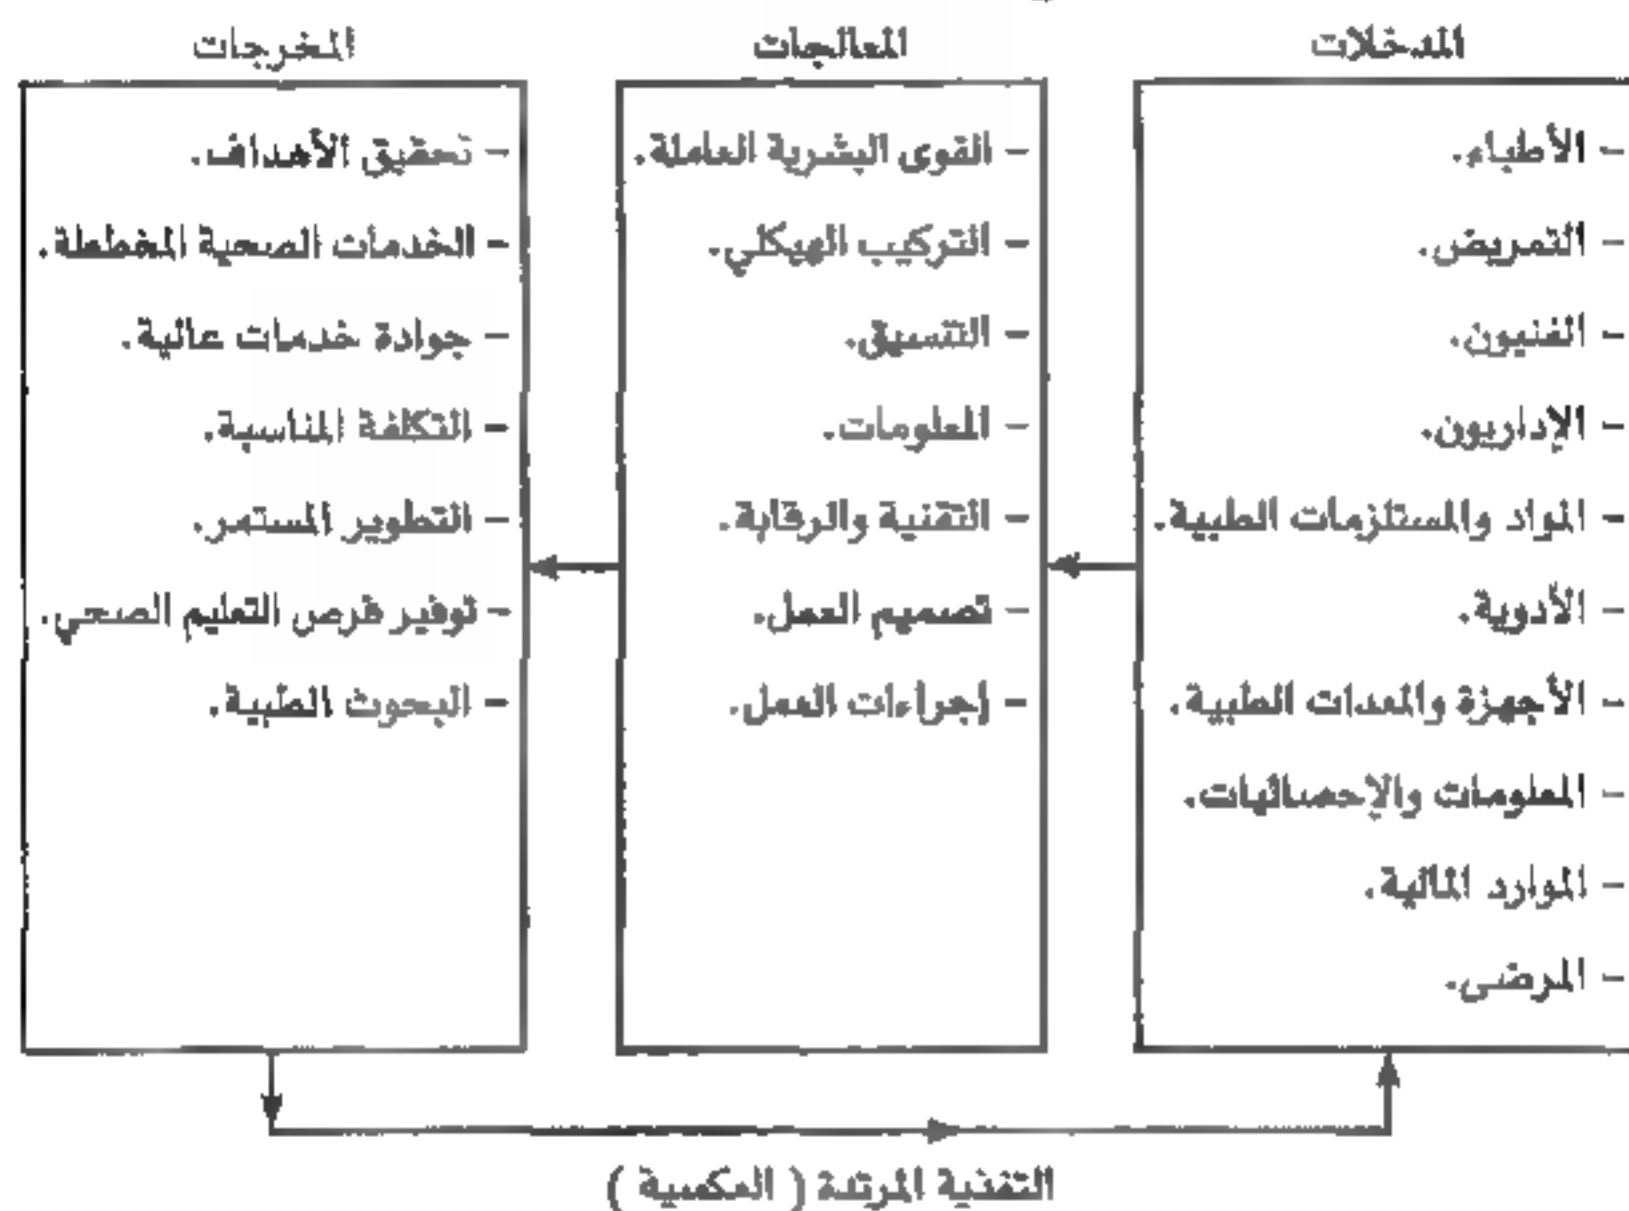 المدخلات
- الأطباء.
- التمريض.
- الفنيون.
- الإداريون.
- المواد والمستلزمات الطبية.
- الأدوية.
- الأجهزة والمعدات الطبية.
- المعلومات والإحصائيات.
- الموارد المالية.
- المرضى.
المعالجات
- القوى البشرية العاملة.
- التركيب الهيكلي.
- التنسيق.
- المعلومات.
- التقنية والرقابة.
- تصميم العمل.
- إجراءات العمل.
المخرجات
- تحقيق الأهداف.
- الخدمات الصحية المخططة.
- جوادة خدمات عالية.
- التكلفة المناسبة.
- التطوير المستمر.
- توفير فرص التعليم الصحي.
- البحوث الطبية.
التغذية المرتدة ( العكسية )